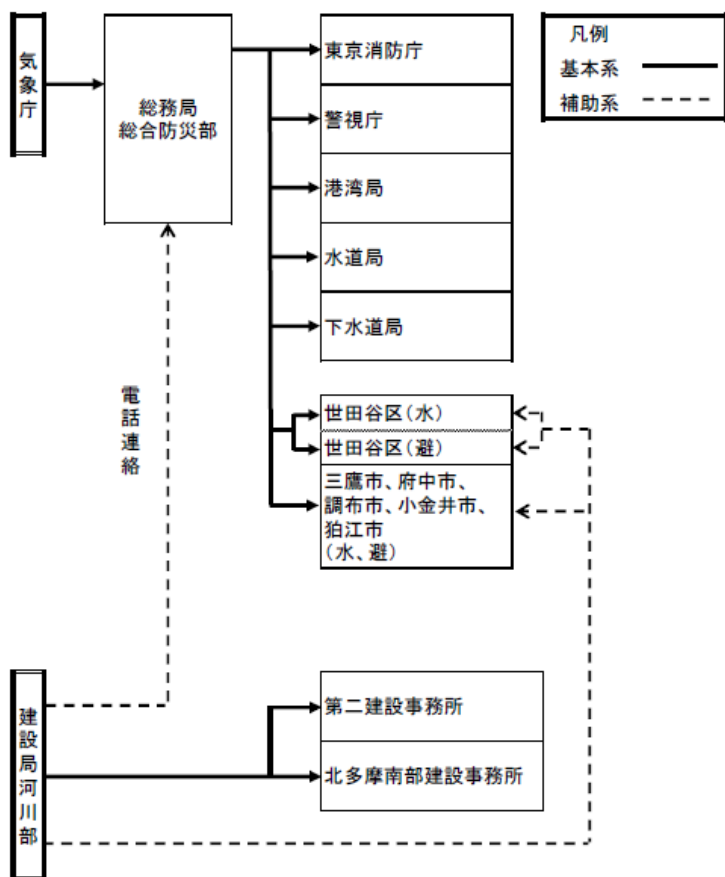 気象庁
総務局
総合防災部
東京消防庁
警視庁
港湾局
水道局
下水道局
世田谷区(水)
世田谷区(避)
三鷹市、府中市、
調布市、小金井市、
狛江市
(水、避)
凡例
基本系
補助系
電話連絡
建設局河川部
第二建設事務所
北多摩南部建設事務所